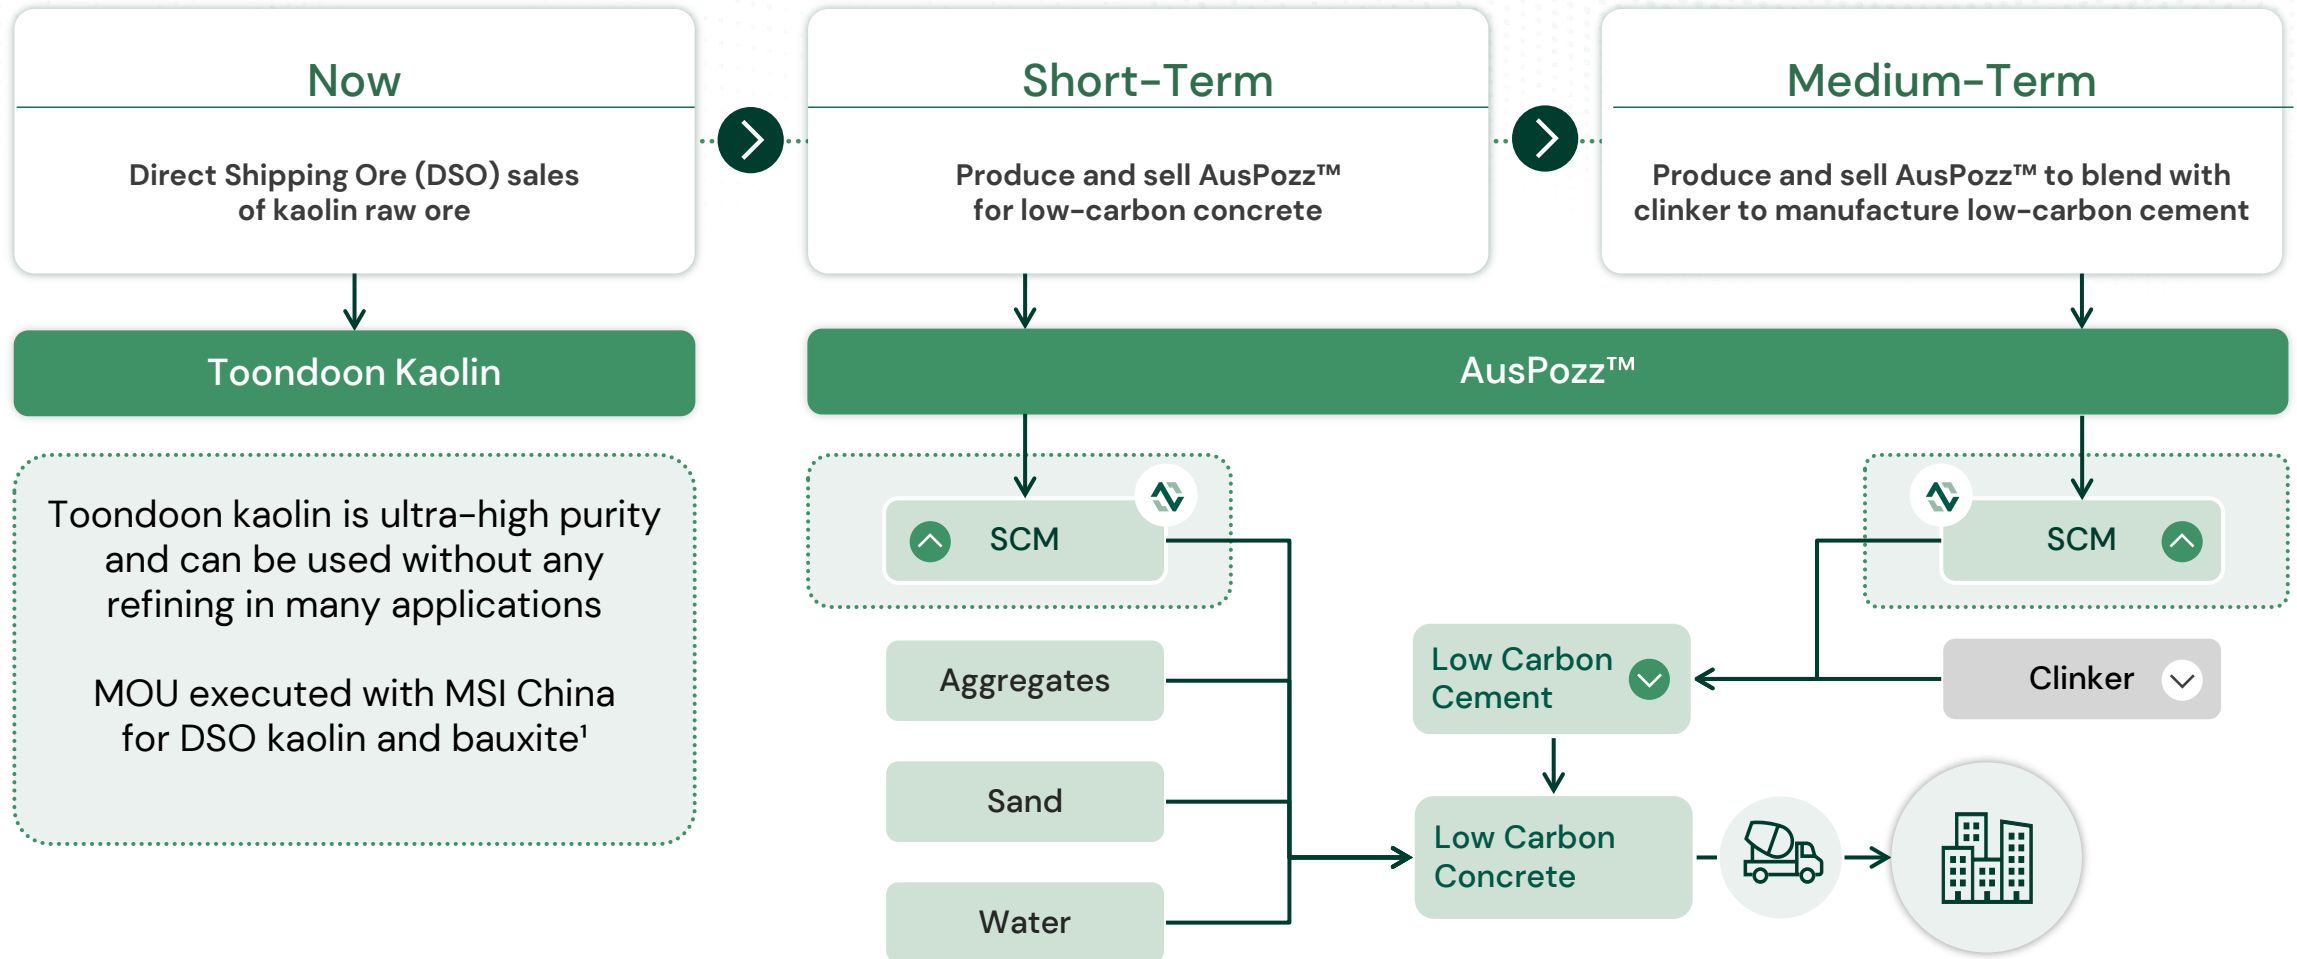 Now
Direct Shipping Ore (DSO) sales
of kaolin raw ore
Short-Term
Produce and sell AusPozz™
for low-carbon concrete
Medium-Term
Produce and sell AusPozz™ to blend with
clinker to manufacture low-carbon cement
Toondoon Kaolin
AusPozz™
Toondoon kaolin is ultra-high purity
and can be used without any
refining in many applications
MOU executed with MSI China
for DSO kaolin and bauxite¹
SCM
Aggregates
Sand
Water
SCM
Clinker
Low Carbon
Cement
Low Carbon
Concrete